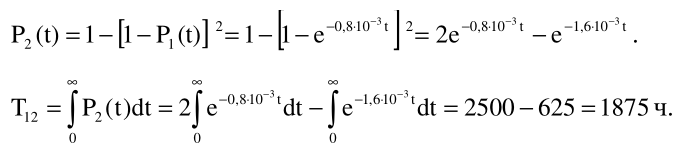 P₂(t) = 1 − [1 − P₁(t)]² = 1 − [1 − e^(−0,8·10⁻³ t)]² = 2e^(−0,8·10⁻³ t) − e^(−1,6·10⁻³ t).
T₁₂ = ∫₀^∞ P₂(t)dt = 2∫₀^∞ e^(−0,8·10⁻³ t)dt − ∫₀^∞ e^(−1,6·10⁻³ t)dt = 2500 − 625 = 1875 ч.